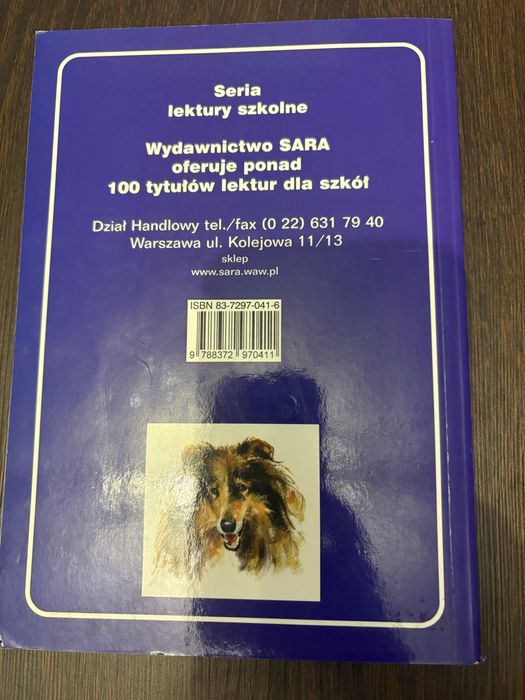 Seria
lektury szkolne
Wydawnictwo SARA
oferuje ponad
100 tytułów lektur dla szkół
Dział Handlowy tel./fax (0 22) 631 79 40
Warszawa ul. Kolejowa 11/13
sklep
www.sara.waw.pl
ISBN 83-7297-041-6
9 788372 970411